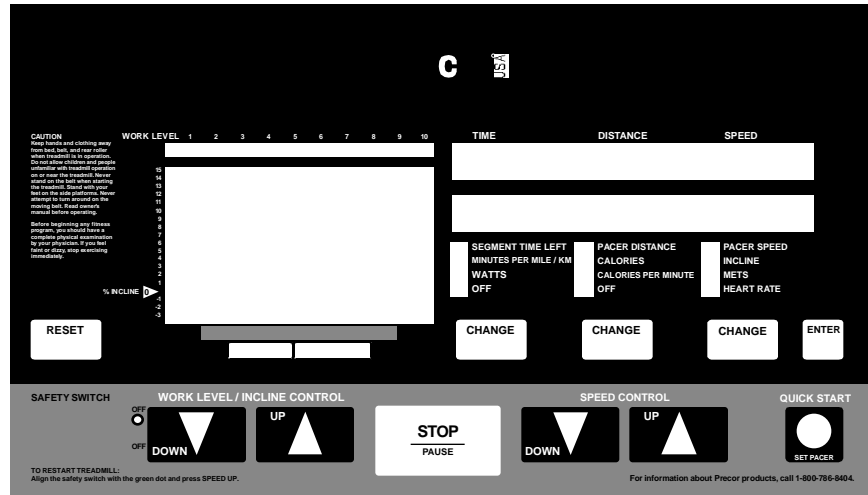 C USA
CAUTION
Keep hands and clothing away
from bed, belt, and rear roller
when treadmill is in operation.
Do not allow children and people
unfamiliar with treadmill operation
on or near the treadmill. Never
stand on the belt when starting
the treadmill. Stand with your
feet on the side platforms. Never
attempt to turn around on the
moving belt. Read owner's
manual before operating.
Before beginning any fitness
program, you should have a
complete physical examination
by your physician. If you feel
faint or dizzy, stop exercising
immediately.
WORK LEVEL 1 2 3 4 5 6 7 8 9 10
15
14
13
12
11
10
9
8
7
6
5
4
3
2
1
% INCLINE 0
-1
-2
-3
TIME DISTANCE SPEED
SEGMENT TIME LEFT
MINUTES PER MILE / KM
WATTS
OFF
PACER DISTANCE
CALORIES
CALORIES PER MINUTE
OFF
PACER SPEED
INCLINE
METS
HEART RATE
RESET
CHANGE
CHANGE
CHANGE
ENTER
SAFETY SWITCH
OFF
OFF
WORK LEVEL / INCLINE CONTROL
DOWN
UP
STOP
PAUSE
SPEED CONTROL
DOWN
UP
QUICK START
SET PACER
TO RESTART TREADMILL:
Align the safety switch with the green dot and press SPEED UP.
For information about Precor products, call 1-800-786-8404.